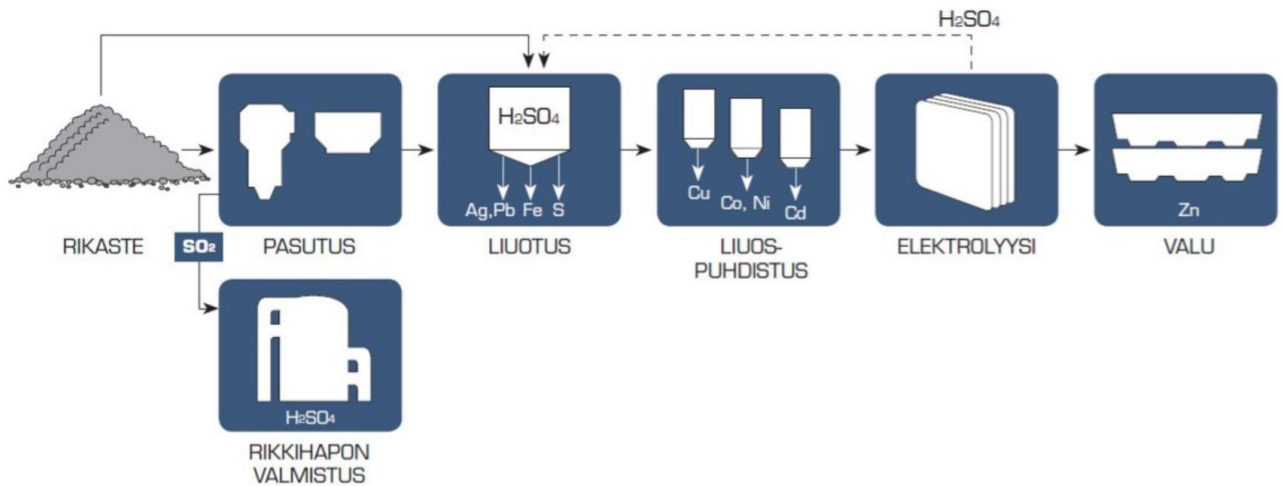 H₂SO₄
H₂SO₄
Ag,Pb Fe S
Cu
Co, Ni
Cd
Zn
RIKASTE
SO₂
PASUTUS
LIUOTUS
LIUOS-
PUHDISTUS
ELEKTROLYYSI
VALU
H₂SO₄
RIKKIHAPON
VALMISTUS